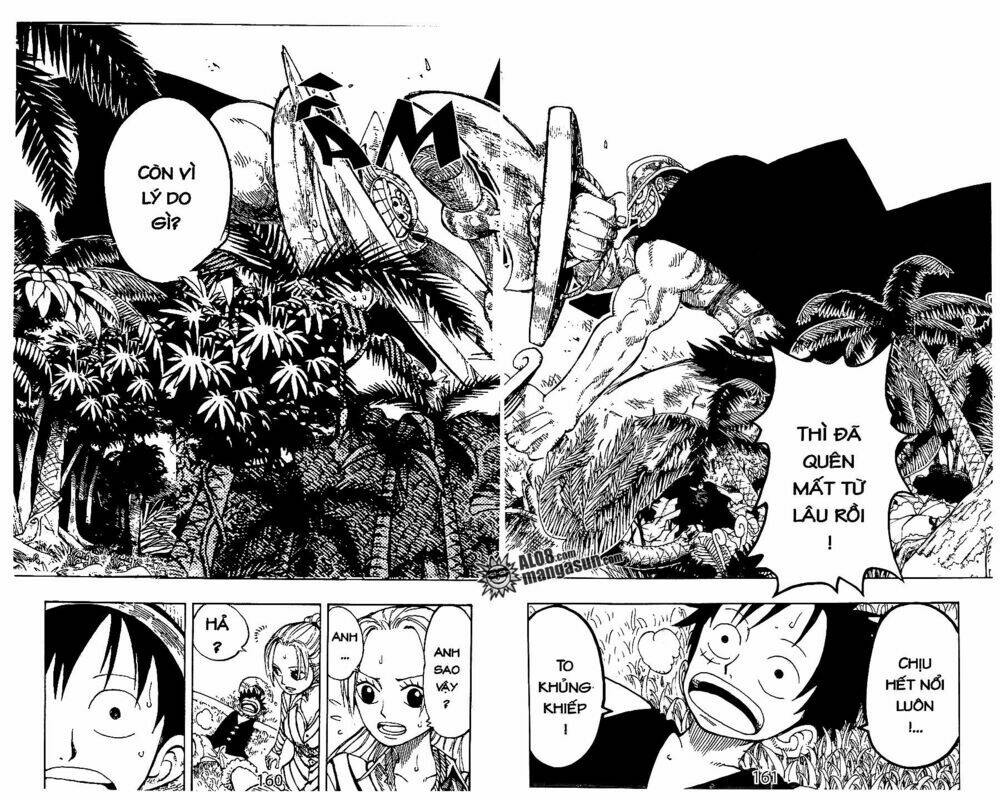 CÒN VÌ
LÝ DO
GÌ?
ẦM
THÌ ĐÃ
QUÊN
MẤT TỪ
LÂU RỒI
!
ALO8.com
mangasun.com
CHỊU
HẾT NỔI
LUÔN
!...
TO
KHỦNG
KHIẾP
!
ANH
SAO
VẬY
?
ANH
...
HẢ
?
160
161